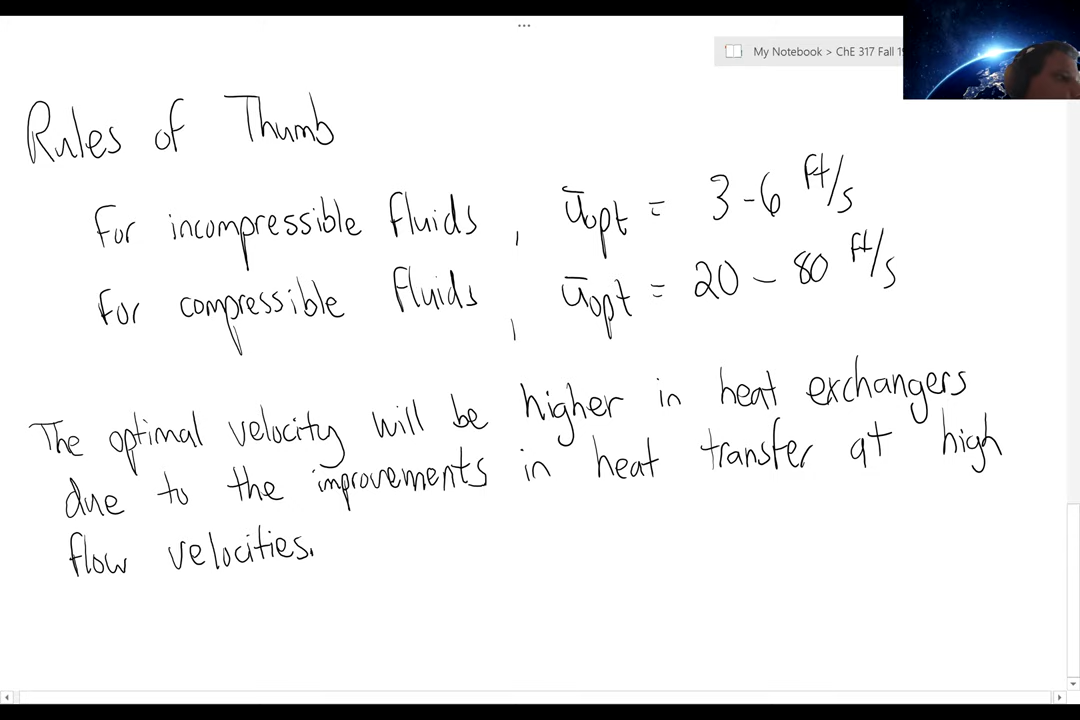 ...
My Notebook > ChE 317 Fall
Rules of Thumb
For incompressible fluids, ūopt = 3-6 ft/s
For compressible fluids, ūopt = 20-80 ft/s
The optimal velocity will be higher in heat exchangers
due to the improvements in heat transfer at high
flow velocities.